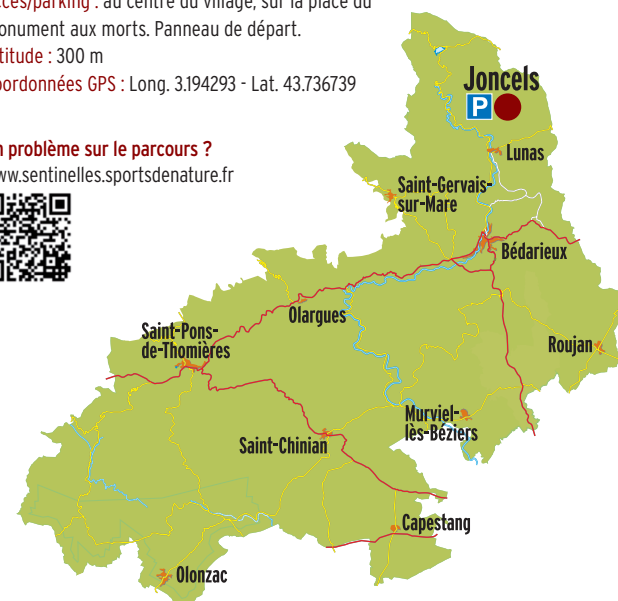 ccès/parking : au centre du village, sur la place du
onument aux morts. Panneau de départ.
titude : 300 m
oordonnées GPS : Long. 3.194293 - Lat. 43.736739
n problème sur le parcours ?
ww.sentinelles.sportsdenature.fr
Joncels
P
Lunas
Saint-Gervais-
sur-Mare
Bédarieux
Olargues
Saint-Pons-
de-Thomières
Roujan
Murviel-
lès-Béziers
Saint-Chinian
Capestang
Olonzac